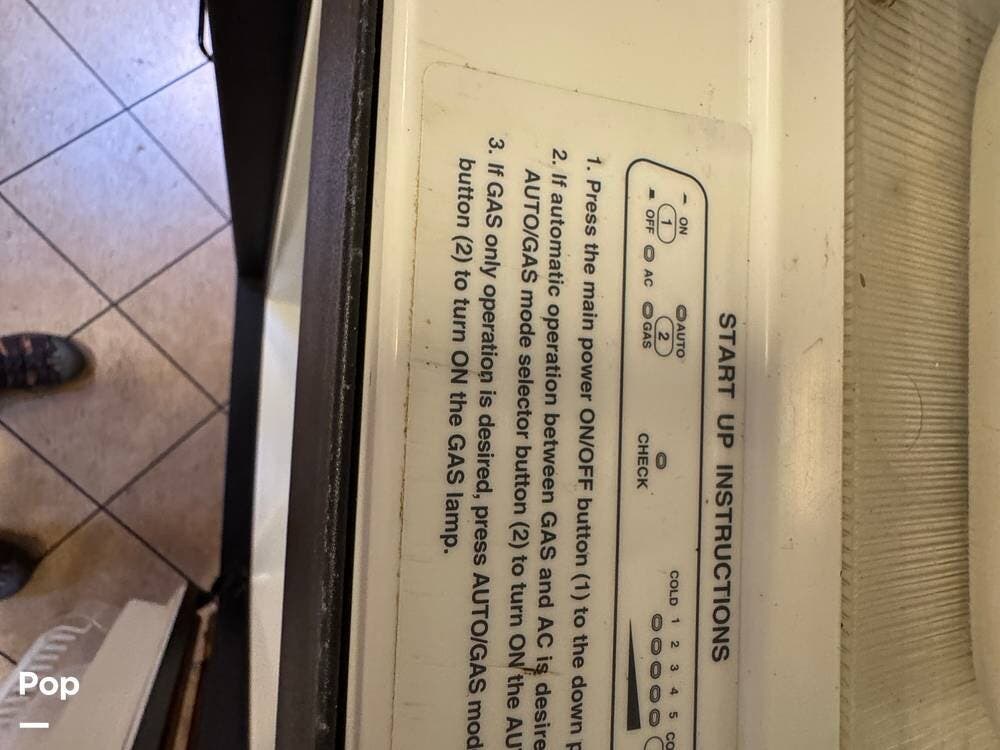 START UP INSTRUCTIONS
ON AUTO COLD 1 2 3 4 5
1 2
OFF AC GAS CHECK
1. Press the main power ON/OFF button (1) to the down
2. If automatic operation between GAS and AC is
AUTO/GAS mode selector button (2) to turn ON the
3. If GAS only operation is desired, press AUTO/GAS
button (2) to turn ON the GAS lamp.
Pop